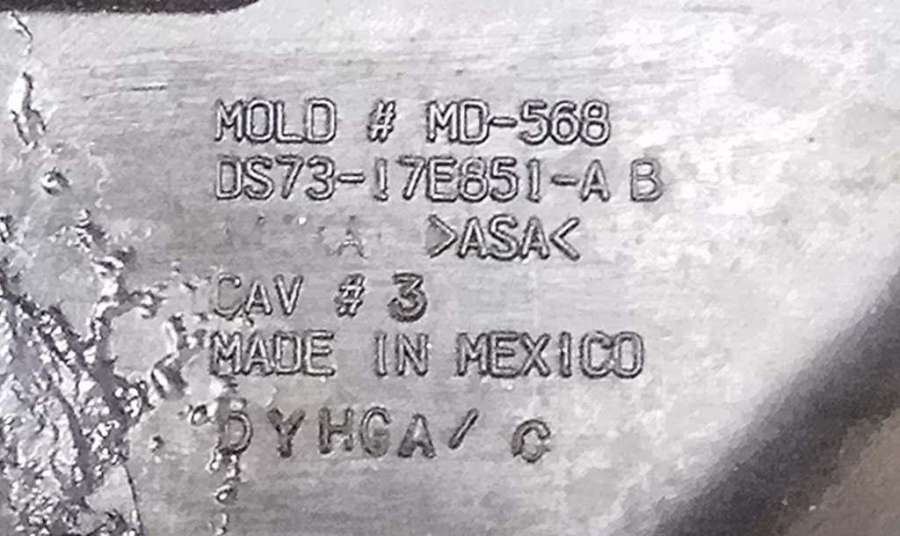 MOLD # MD-568
DS73-17E851-A B
>ASA<
CAV # 3
MADE IN MEXICO
DYHGA/ C